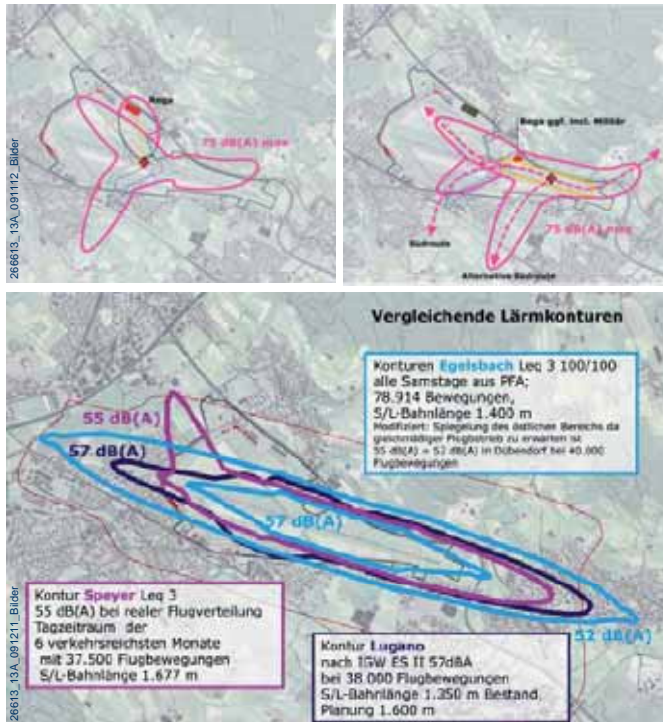 266613_13A_091112_Bilder
Rega
75 dB(A) max
Rega ggf. incl. Militär
75 dB(A) max
Südroute
Alternative Südroute
26613_13A_091211_Bilder
Vergleichende Lärmkonturen
Konturen Egelsbach Leq 3 100/100
alle Samstage aus PFA;
78.914 Bewegungen,
S/L-Bahnlänge 1.400 m
Modifiziert: Spiegelung des östlichen Bereichs da
gleichmäßiger Flugbetrieb zu erwarten ist
55 dB(A) = 52 dB(A) in Dübendorf bei 40.000
Flugbewegungen
55 dB(A)
57 dB(A)
57 dB(A)
52 dB(A)
Kontur Speyer Leq 3
55 dB(A) bei realer Flugverteilung
Tagzeitraum der
6 verkehrsreichsten Monate
mit 37.500 Flugbewegungen
S/L-Bahnlänge 1.677 m
Kontur Lugano
nach IGW ES II 57dBA
bei 38.000 Flugbewegungen
S/L-Bahnlänge 1.350 m Bestand
Planung 1.600 m